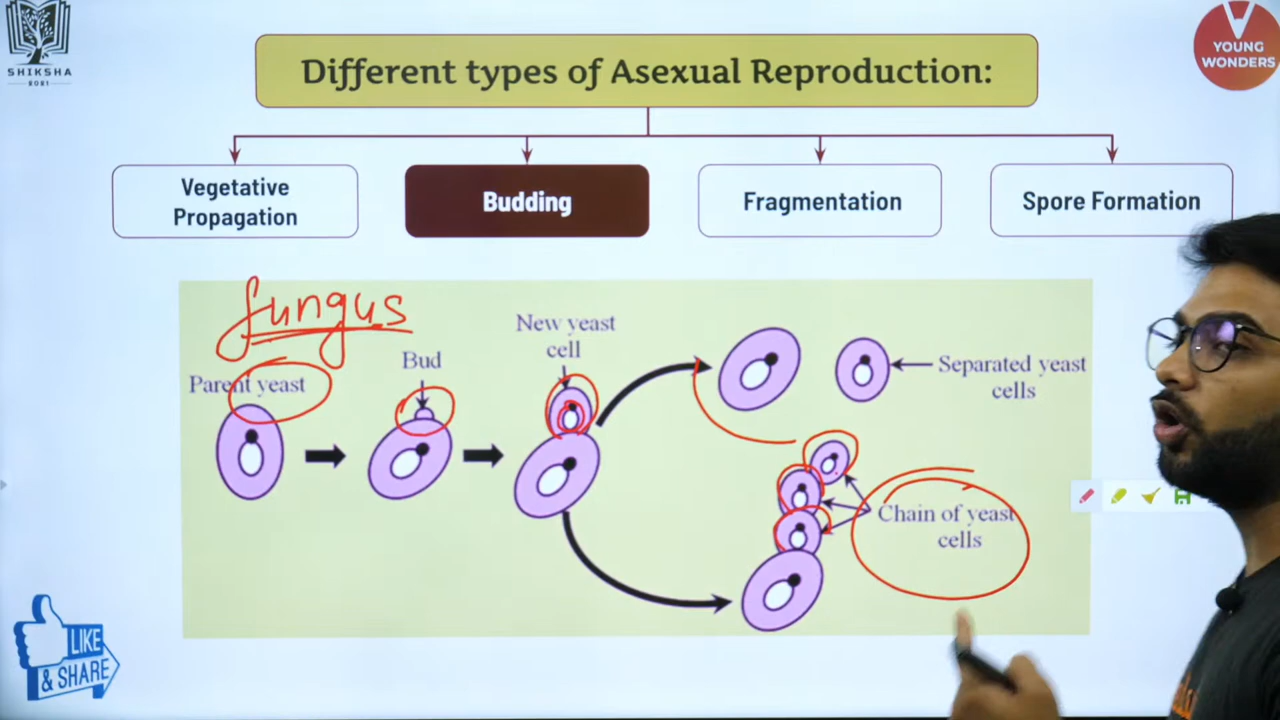 SHIKSHA
YOUNG
WONDERS
Different types of Asexual Reproduction:
Vegetative
Propagation
Budding
Fragmentation
Spore Formation
fungus
New yeast
cell
Bud
Parent yeast
Separated yeast
cells
Chain of yeast
cells
LIKE
& SHARE